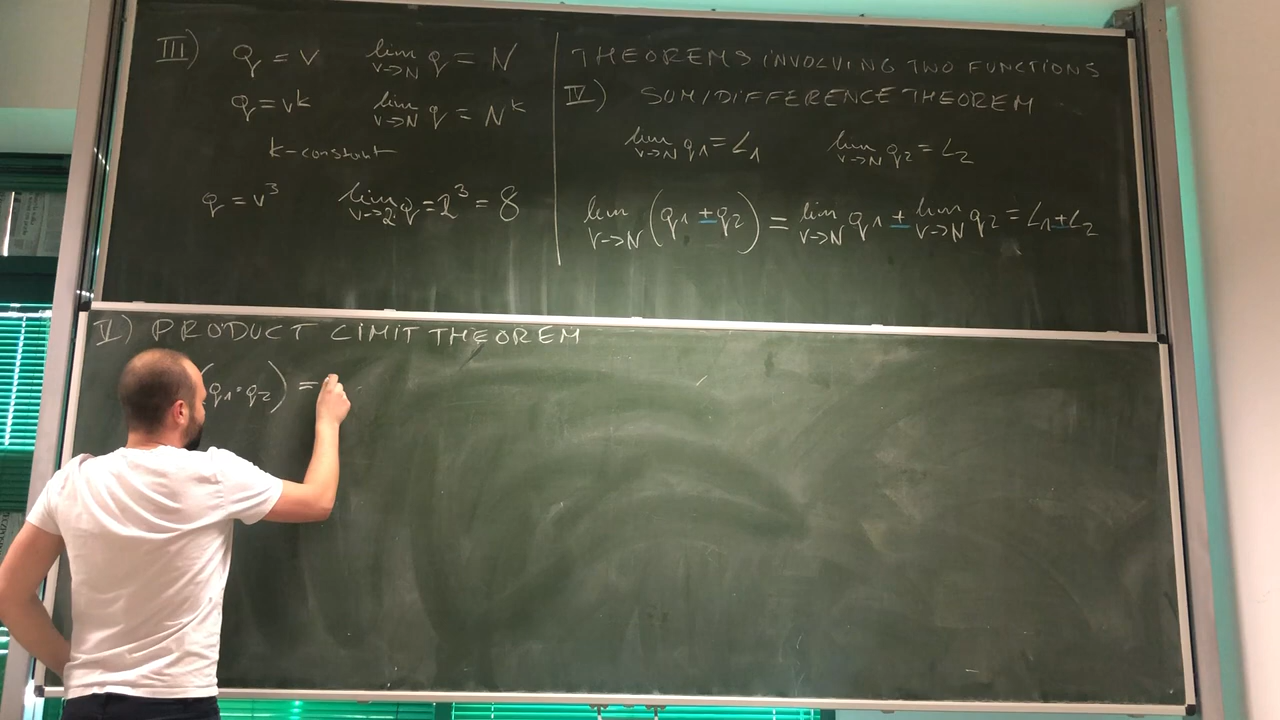 III) q = v lim v→N q = N
q = v^k lim v→N q = N^k
k-constant
q = v^3 lim v→2 q = 2^3 = 8
THEOREMS INVOLVING TWO FUNCTIONS
IV) SUM/DIFFERENCE THEOREM
lim v→N q1 = L1 lim v→N q2 = L2
lim v→N (q1 ± q2) = lim v→N q1 ± lim v→N q2 = L1 ± L2
V) PRODUCT LIMIT THEOREM
(q1 · q2) =